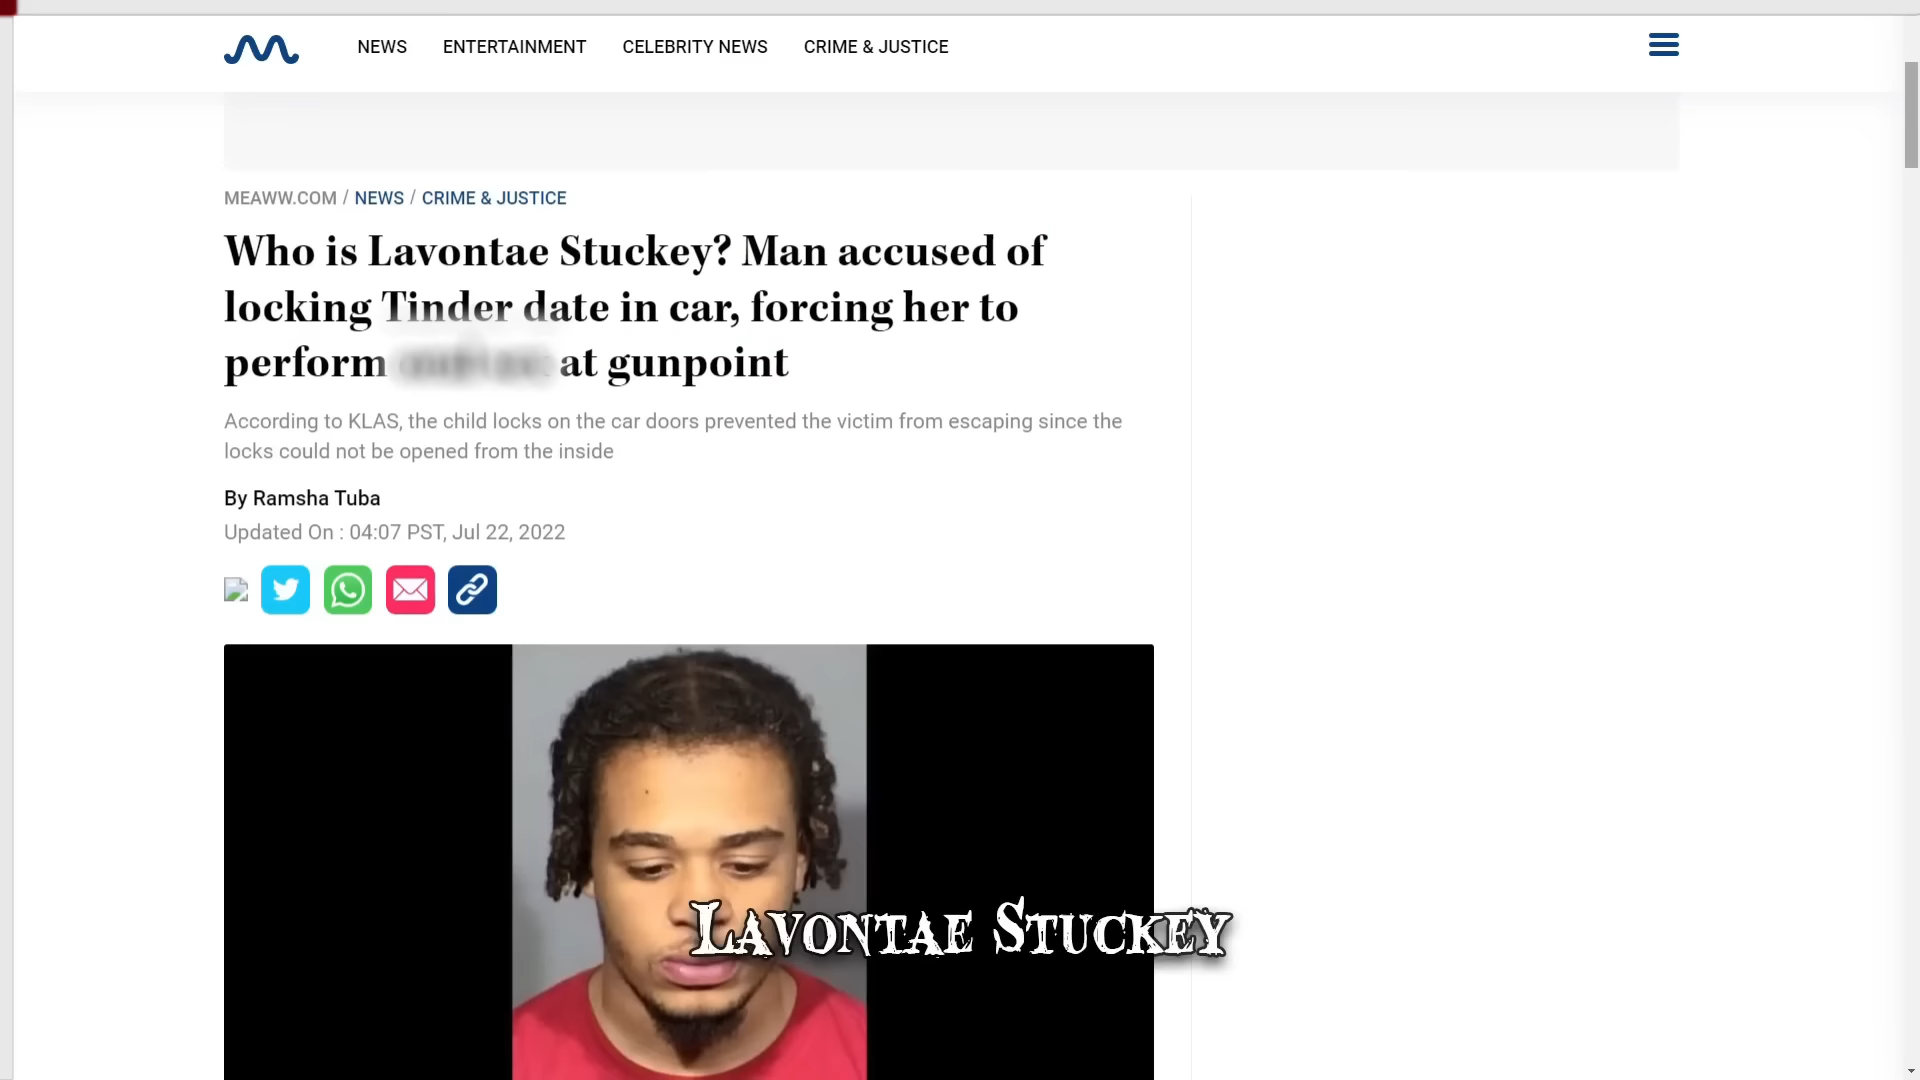 NEWS ENTERTAINMENT CELEBRITY NEWS CRIME & JUSTICE
MEAWW.COM / NEWS / CRIME & JUSTICE
Who is Lavontae Stuckey? Man accused of
locking Tinder date in car, forcing her to
perform at gunpoint
According to KLAS, the child locks on the car doors prevented the victim from escaping since the
locks could not be opened from the inside
By Ramsha Tuba
Updated On : 04:07 PST, Jul 22, 2022
LAVONTAE STUCKEY